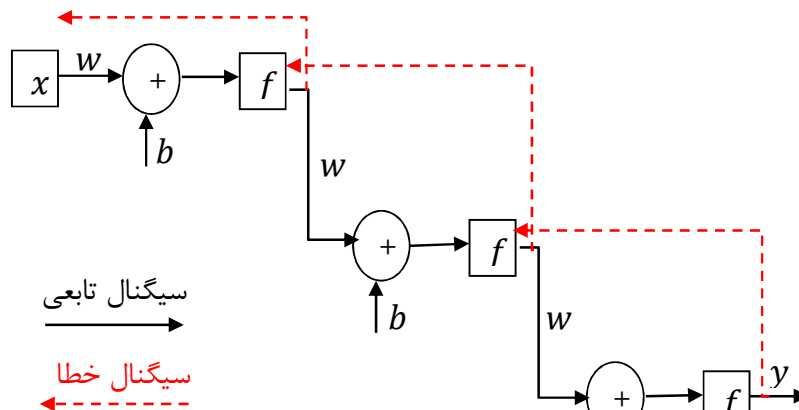 x w + f
b
w
+ f
b
سیگنال تابعی
w
سیگنال خطا
+ f y